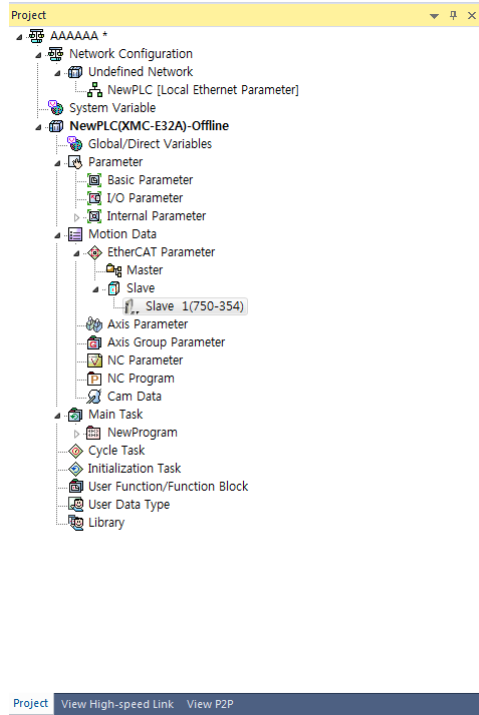 Project
AAAAAA *
Network Configuration
Undefined Network
NewPLC [Local Ethernet Parameter]
System Variable
NewPLC(XMC-E32A)-Offline
Global/Direct Variables
Parameter
Basic Parameter
I/O Parameter
Internal Parameter
Motion Data
EtherCAT Parameter
Master
Slave
Slave 1(750-354)
Axis Parameter
Axis Group Parameter
NC Parameter
NC Program
Cam Data
Main Task
NewProgram
Cycle Task
Initialization Task
User Function/Function Block
User Data Type
Library
Project View High-speed Link View P2P